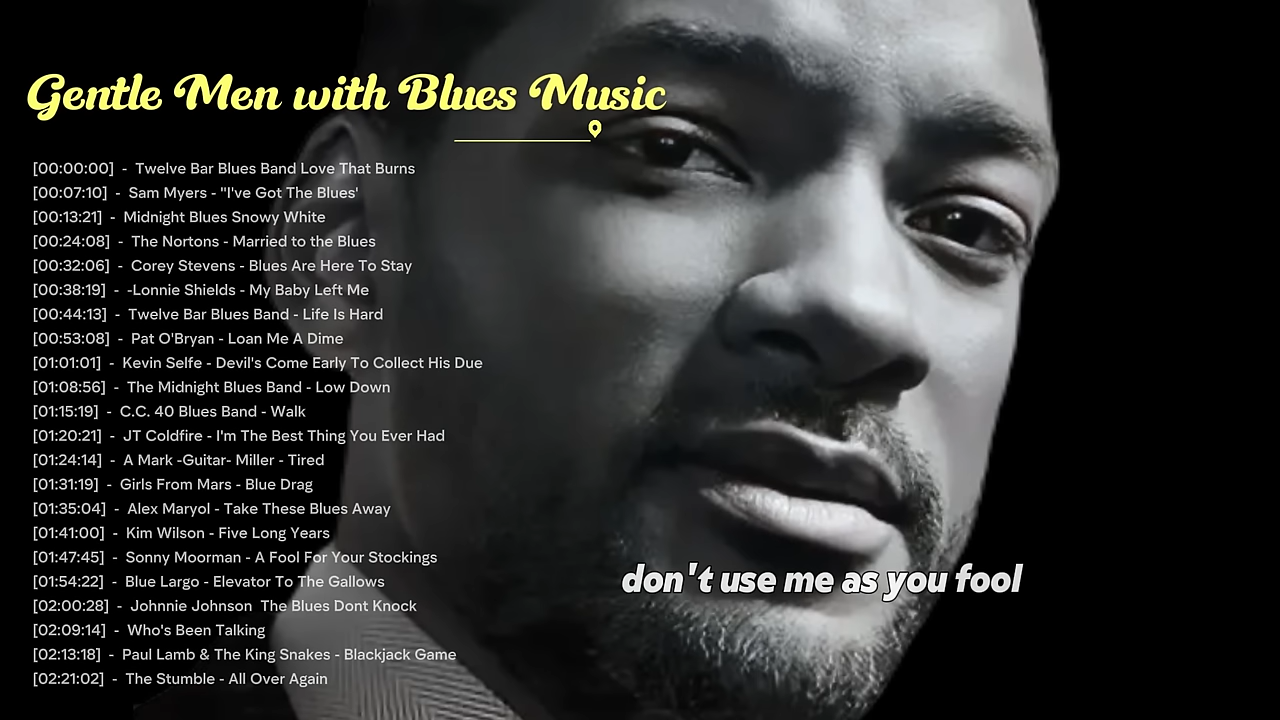 Gentle Men with Blues Music
[00:00:00] - Twelve Bar Blues Band Love That Burns
[00:07:10] - Sam Myers - "I've Got The Blues'
[00:13:21] - Midnight Blues Snowy White
[00:24:08] - The Nortons - Married to the Blues
[00:32:06] - Corey Stevens - Blues Are Here To Stay
[00:38:19] - -Lonnie Shields - My Baby Left Me
[00:44:13] - Twelve Bar Blues Band - Life Is Hard
[00:53:08] - Pat O'Bryan - Loan Me A Dime
[01:01:01] - Kevin Selfe - Devil's Come Early To Collect His Due
[01:08:56] - The Midnight Blues Band - Low Down
[01:15:19] - C.C. 40 Blues Band - Walk
[01:20:21] - JT Coldfire - I'm The Best Thing You Ever Had
[01:24:14] - A Mark -Guitar- Miller - Tired
[01:31:19] - Girls From Mars - Blue Drag
[01:35:04] - Alex Maryol - Take These Blues Away
[01:41:00] - Kim Wilson - Five Long Years
[01:47:45] - Sonny Moorman - A Fool For Your Stockings
[01:54:22] - Blue Largo - Elevator To The Gallows
[02:00:28] - Johnnie Johnson  The Blues Dont Knock
[02:09:14] - Who's Been Talking
[02:13:18] - Paul Lamb & The King Snakes - Blackjack Game
[02:21:02] - The Stumble - All Over Again
don't use me as you fool